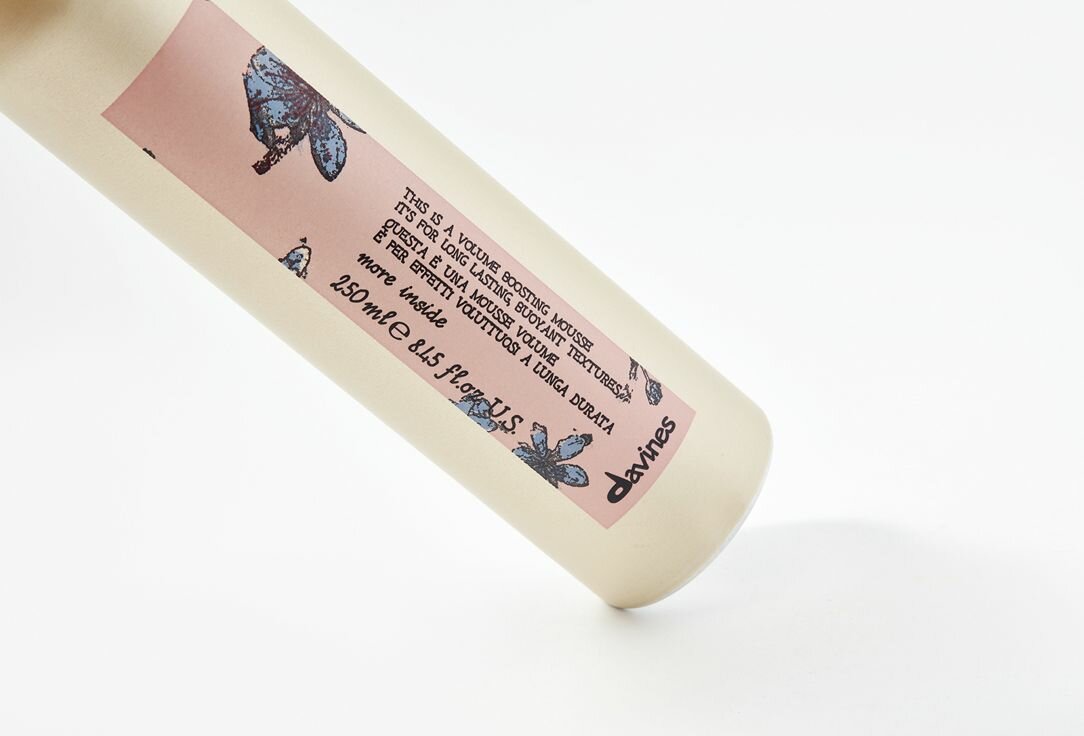 THIS IS A VOLUME BOOSTING MOUSSE
IT'S FOR LONG LASTING, BUOYANT TEXTURES.
QUESTA È UNA MOUSSE VOLUME
È PER EFFETTI VOLUTTUOSI A LUNGA DURATA
more inside
250 ml e 8.45 fl.oz. U.S.
davines